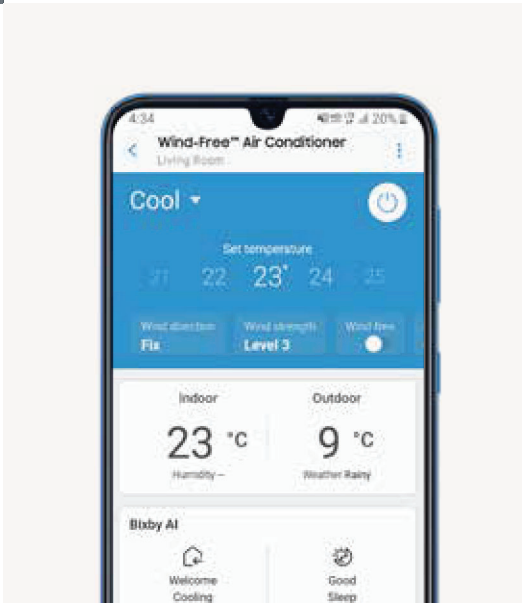 4:34 20%
Wind-Free™ Air Conditioner
Living Room
Cool
Set temperature
21 22 23° 24 25
Wind direction Wind strength Wind free
Fix Level 3
Indoor Outdoor
23 °C 9 °C
Humidity – Weather Rainy
Bixby AI
Welcome Good
Cooling Sleep